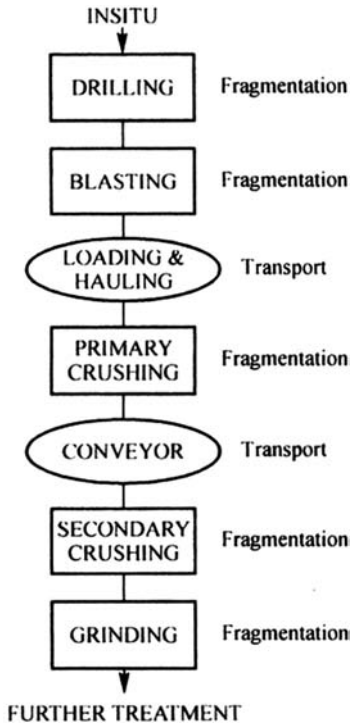 INSITU
DRILLING Fragmentation
BLASTING Fragmentation
LOADING &
HAULING Transport
PRIMARY
CRUSHING Fragmentation
CONVEYOR Transport
SECONDARY
CRUSHING Fragmentation
GRINDING Fragmentation
FURTHER TREATMENT